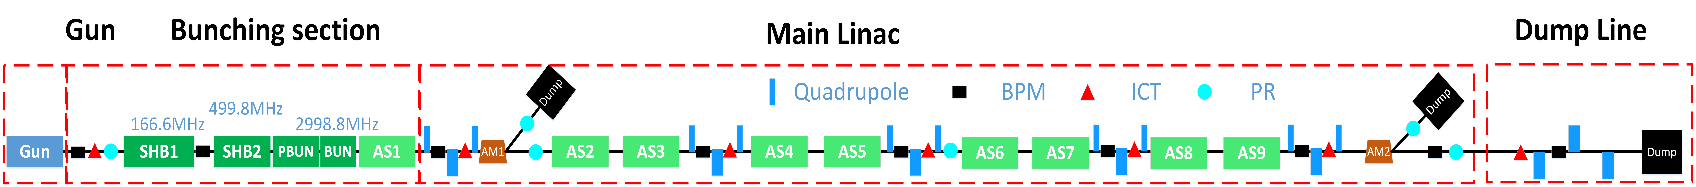 Gun
Bunching section
Main Linac
Dump Line
Quadrupole
BPM
ICT
PR
Dump
Dump
499.8MHz
166.6MHz
2998.8MHz
Gun
SHB1
SHB2
PBUN
BUN
AS1
AM1
AS2
AS3
AS4
AS5
AS6
AS7
AS8
AS9
AM2
Dump